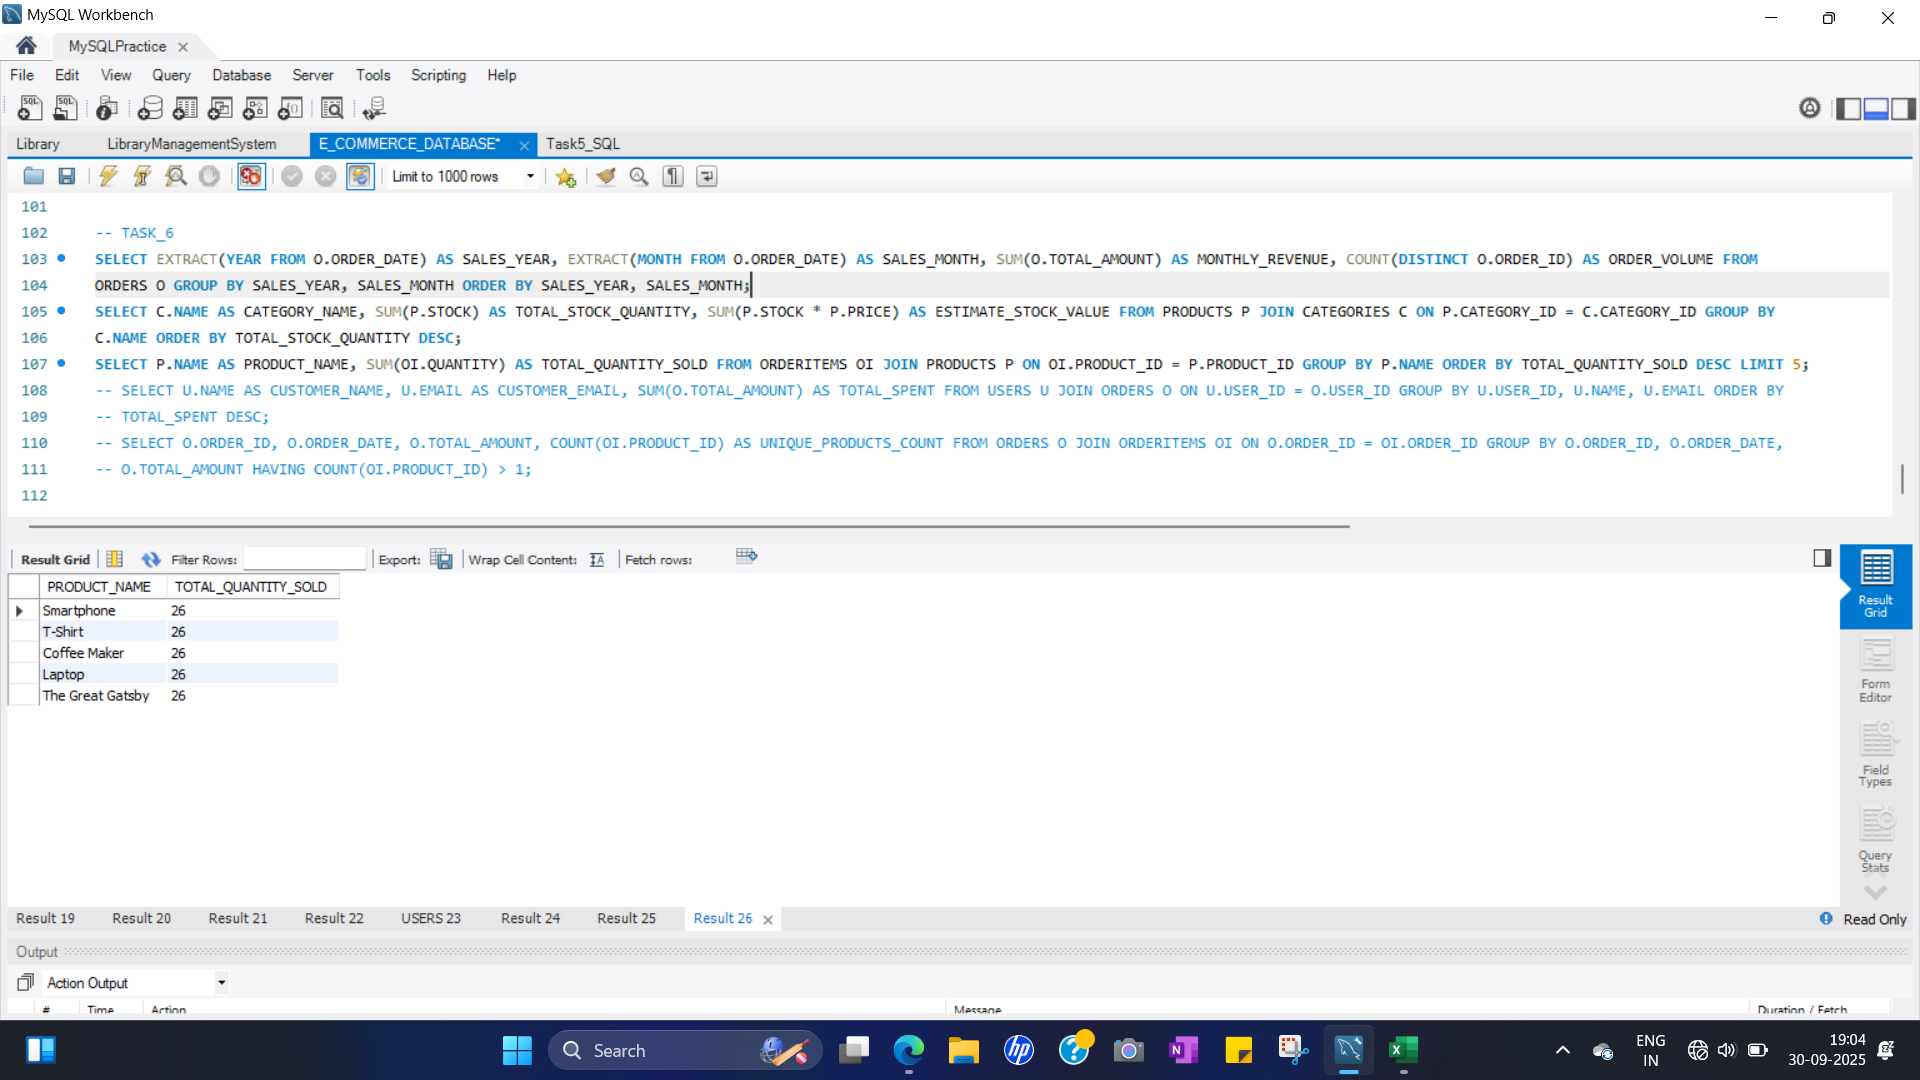 MySQL Workbench
MySQLPractice
File Edit View Query Database Server Tools Scripting Help
Library LibraryManagementSystem E_COMMERCE_DATABASE* Task5_SQL
Limit to 1000 rows
101
102 -- TASK_6
103 SELECT EXTRACT(YEAR FROM O.ORDER_DATE) AS SALES_YEAR, EXTRACT(MONTH FROM O.ORDER_DATE) AS SALES_MONTH, SUM(O.TOTAL_AMOUNT) AS MONTHLY_REVENUE, COUNT(DISTINCT O.ORDER_ID) AS ORDER_VOLUME FROM
104 ORDERS O GROUP BY SALES_YEAR, SALES_MONTH ORDER BY SALES_YEAR, SALES_MONTH;
105 SELECT C.NAME AS CATEGORY_NAME, SUM(P.STOCK) AS TOTAL_STOCK_QUANTITY, SUM(P.STOCK * P.PRICE) AS ESTIMATE_STOCK_VALUE FROM PRODUCTS P JOIN CATEGORIES C ON P.CATEGORY_ID = C.CATEGORY_ID GROUP BY
106 C.NAME ORDER BY TOTAL_STOCK_QUANTITY DESC;
107 SELECT P.NAME AS PRODUCT_NAME, SUM(OI.QUANTITY) AS TOTAL_QUANTITY_SOLD FROM ORDERITEMS OI JOIN PRODUCTS P ON OI.PRODUCT_ID = P.PRODUCT_ID GROUP BY P.NAME ORDER BY TOTAL_QUANTITY_SOLD DESC LIMIT 5;
108 -- SELECT U.NAME AS CUSTOMER_NAME, U.EMAIL AS CUSTOMER_EMAIL, SUM(O.TOTAL_AMOUNT) AS TOTAL_SPENT FROM USERS U JOIN ORDERS O ON U.USER_ID = O.USER_ID GROUP BY U.USER_ID, U.NAME, U.EMAIL ORDER BY
109 -- TOTAL_SPENT DESC;
110 -- SELECT O.ORDER_ID, O.ORDER_DATE, O.TOTAL_AMOUNT, COUNT(OI.PRODUCT_ID) AS UNIQUE_PRODUCTS_COUNT FROM ORDERS O JOIN ORDERITEMS OI ON O.ORDER_ID = OI.ORDER_ID GROUP BY O.ORDER_ID, O.ORDER_DATE,
111 -- O.TOTAL_AMOUNT HAVING COUNT(OI.PRODUCT_ID) > 1;
112
Result Grid Filter Rows: Export: Wrap Cell Content: Fetch rows:
PRODUCT_NAME TOTAL_QUANTITY_SOLD
Smartphone 26
T-Shirt 26
Coffee Maker 26
Laptop 26
The Great Gatsby 26
Result
Grid
Form
Editor
Field
Types
Query
Stats
Result 19 Result 20 Result 21 Result 22 USERS 23 Result 24 Result 25 Result 26 Read Only
Output
Action Output
# Time Action Message Duration / Fetch
Search
ENG
IN
19:04
30-09-2025